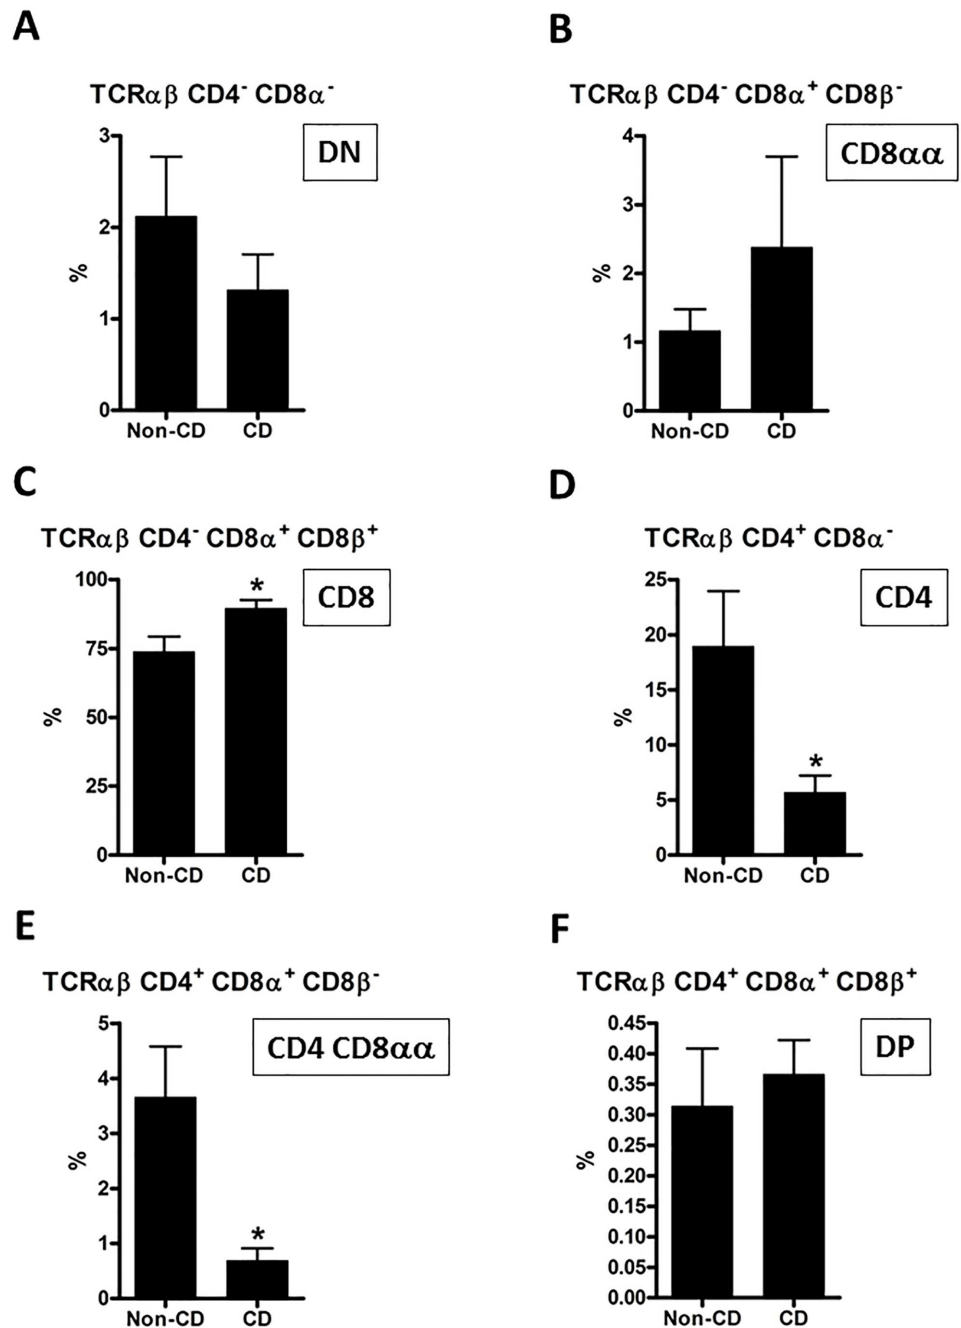 A
TCRαβ CD4⁻ CD8α⁻
DN
3
2
1
0
%
Non-CD CD
B
TCRαβ CD4⁻ CD8α⁺ CD8β⁻
CD8αα
4
3
2
1
0
%
Non-CD CD
C
TCRαβ CD4⁻ CD8α⁺ CD8β⁺
CD8
100
75
50
25
0
%
*
Non-CD CD
D
TCRαβ CD4⁺ CD8α⁻
CD4
25
20
15
10
5
0
%
*
Non-CD CD
E
TCRαβ CD4⁺ CD8α⁺ CD8β⁻
CD4 CD8αα
5
4
3
2
1
0
%
*
Non-CD CD
F
TCRαβ CD4⁺ CD8α⁺ CD8β⁺
DP
0.45
0.40
0.35
0.30
0.25
0.20
0.15
0.10
0.05
0.00
%
Non-CD CD